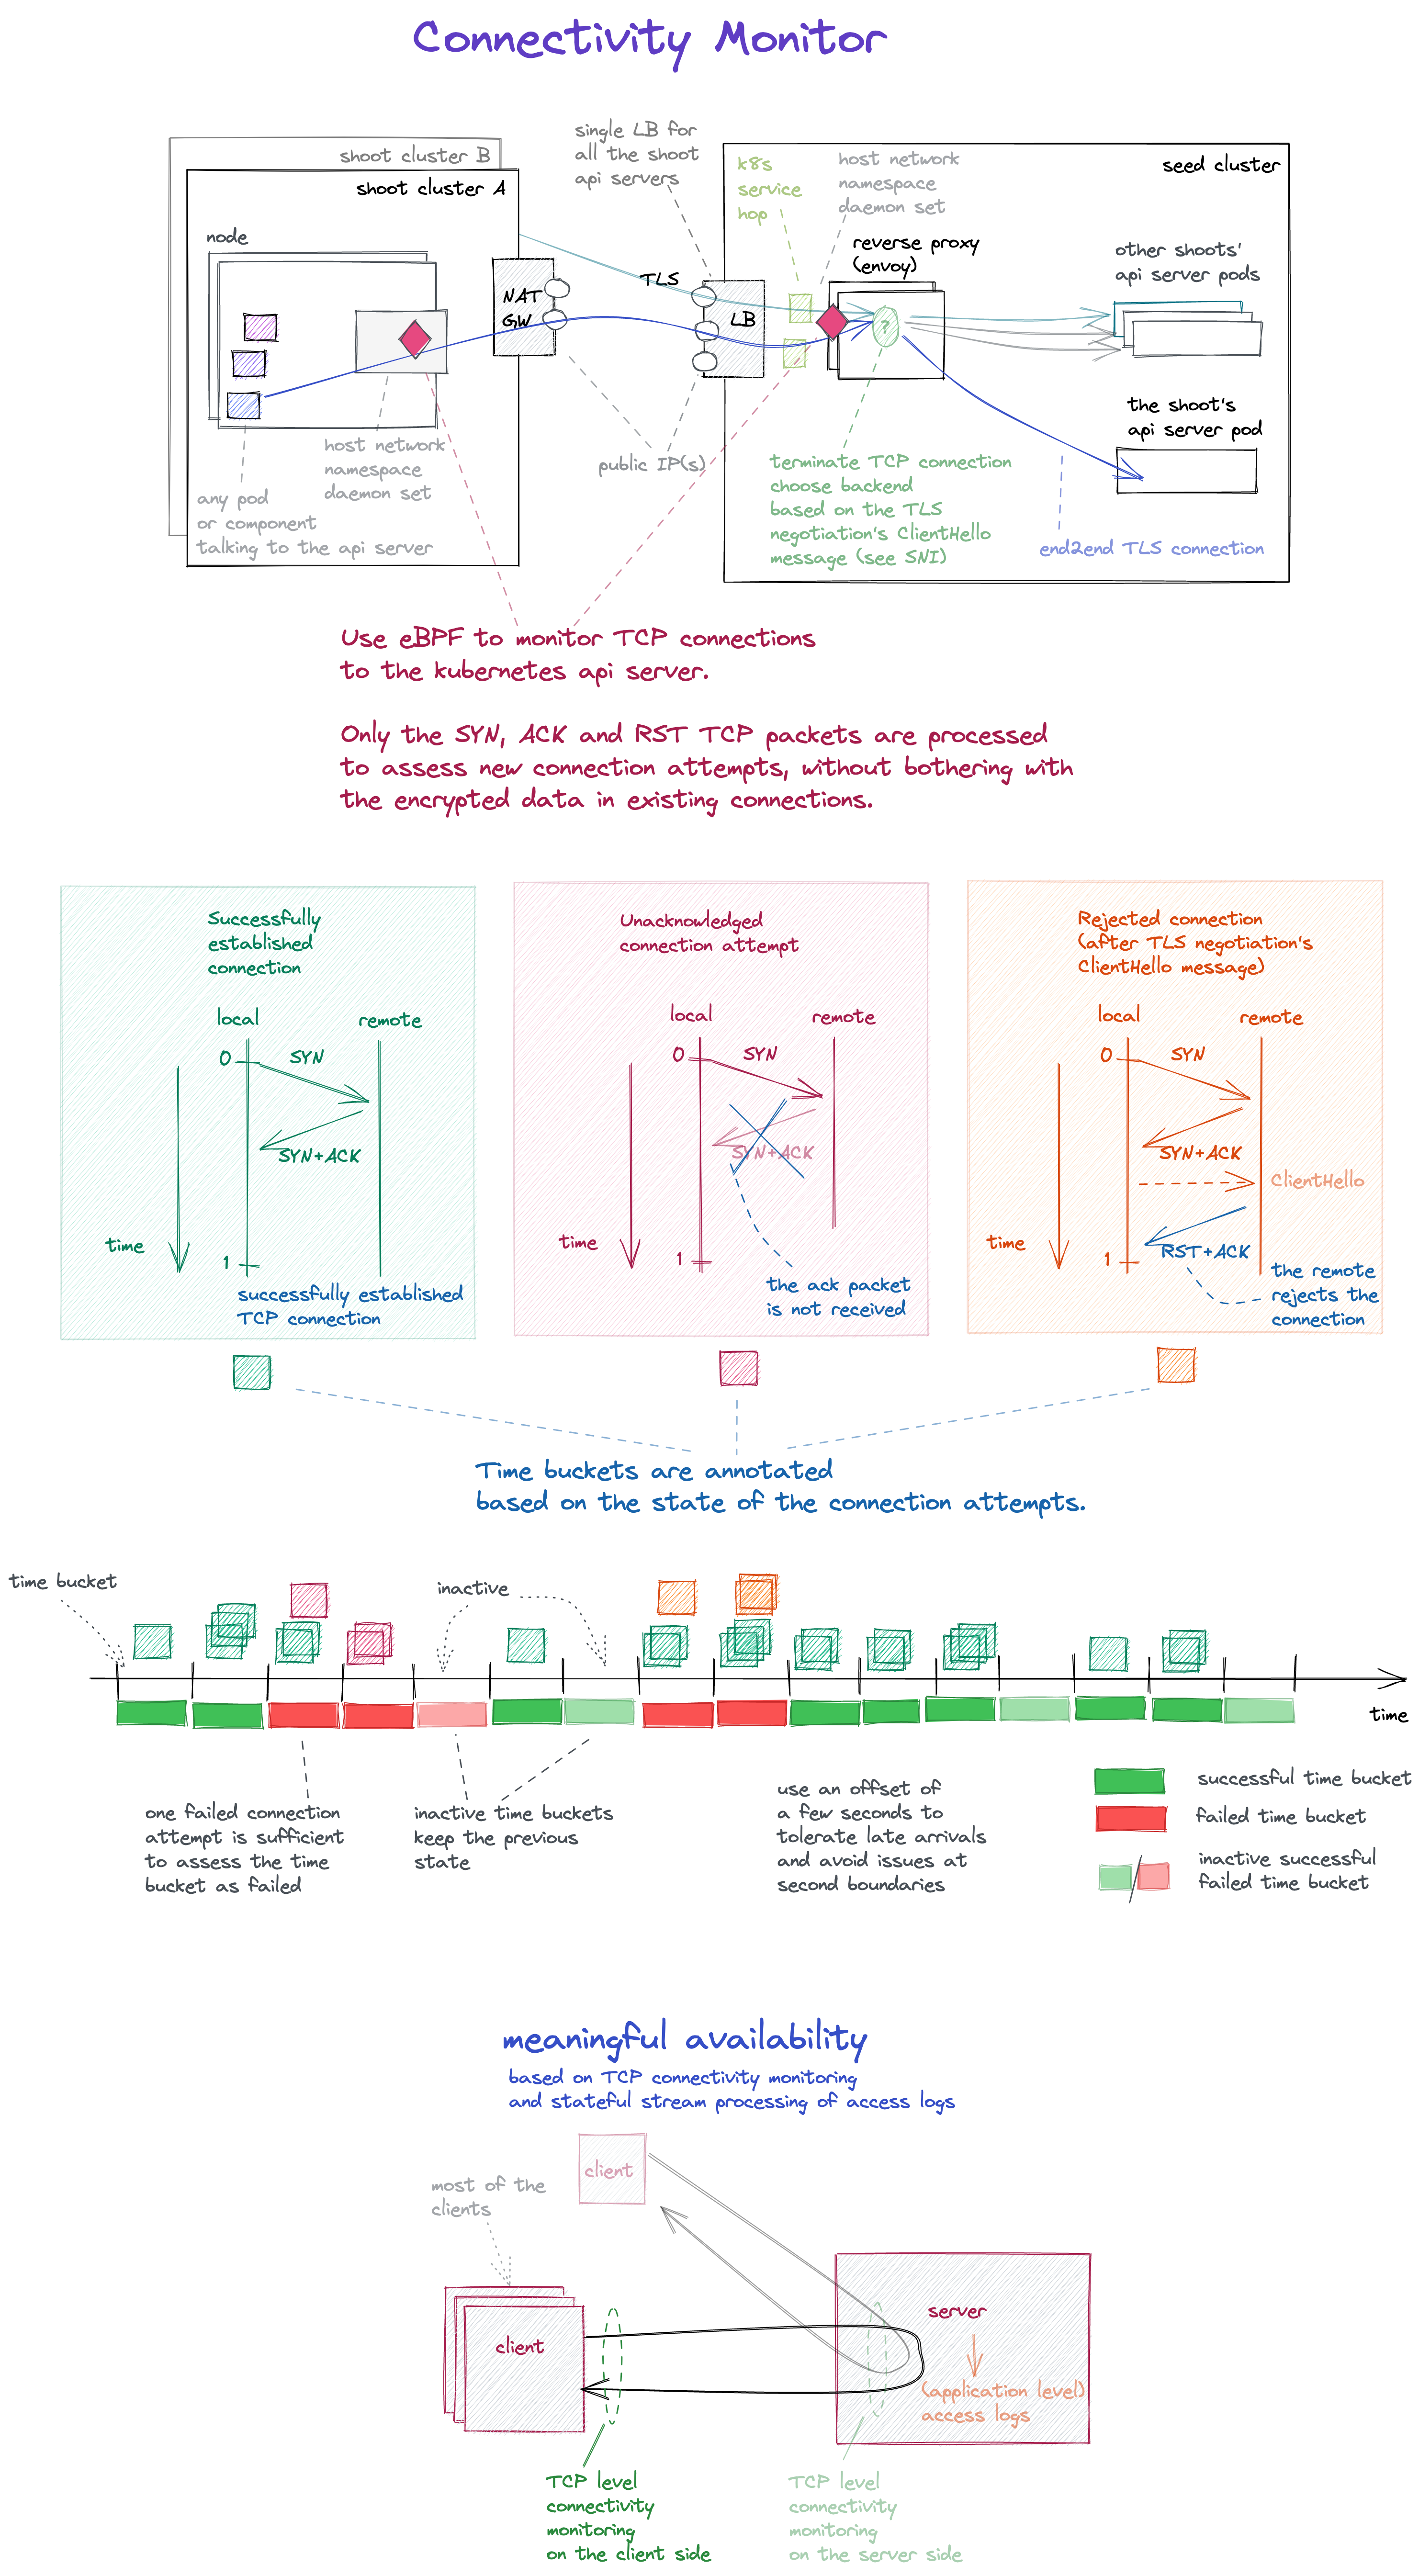 Connectivity Monitor
shoot cluster B
shoot cluster A
node
any pod
or component
talking to the api server
host network
namespace
daemon set
NAT
GW
single LB for
all the shoot
api servers
TLS
public IP(s)
LB
seed cluster
k8s
service
hop
host network
namespace
daemon set
reverse proxy
(envoy)
?
other shoots'
api server pods
the shoot's
api server pod
terminate TCP connection
choose backend
based on the TLS
negotiation's ClientHello
message (see SNI)
end2end TLS connection
Use eBPF to monitor TCP connections
to the kubernetes api server.
Only the SYN, ACK and RST TCP packets are processed
to assess new connection attempts, without bothering with
the encrypted data in existing connections.
Successfully
established
connection
local
remote
0
SYN
SYN+ACK
time
1
successfully established
TCP connection
Unacknowledged
connection attempt
local
remote
0
SYN
SYN+ACK
time
1
the ack packet
is not received
Rejected connection
(after TLS negotiation's
ClientHello message)
local
remote
0
SYN
SYN+ACK
ClientHello
time
1
RST+ACK
the remote
rejects the
connection
Time buckets are annotated
based on the state of the connection attempts.
time bucket
inactive
time
one failed connection
attempt is sufficient
to assess the time
bucket as failed
inactive time buckets
keep the previous
state
use an offset of
a few seconds to
tolerate late arrivals
and avoid issues at
second boundaries
successful time bucket
failed time bucket
inactive successful
failed time bucket
meaningful availability
based on TCP connectivity monitoring
and stateful stream processing of access logs
client
most of the
clients
client
server
(application level)
access logs
TCP level
connectivity
monitoring
on the client side
TCP level
connectivity
monitoring
on the server side